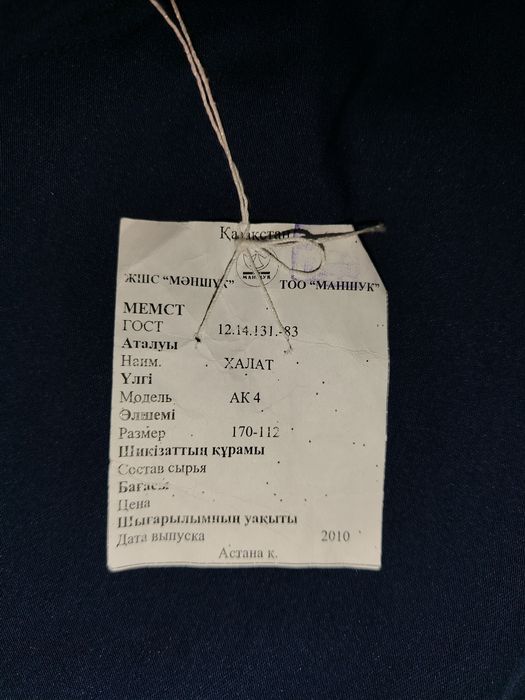 Қазақстан
МАНШУК
ЖШС “МӘНШҮК” ТОО “МАНШУК”
МЕМСТ
ГОСТ 12.14.131.-83
Аталуы
Наим. ХАЛАТ
Үлгі
Модель АК 4
Өлшемі
Размер 170-112
Шикізаттың құрамы
Состав сырья
Бағасы
Цена
Шығарылымның уақыты
Дата выпуска 2010
Астана қ.